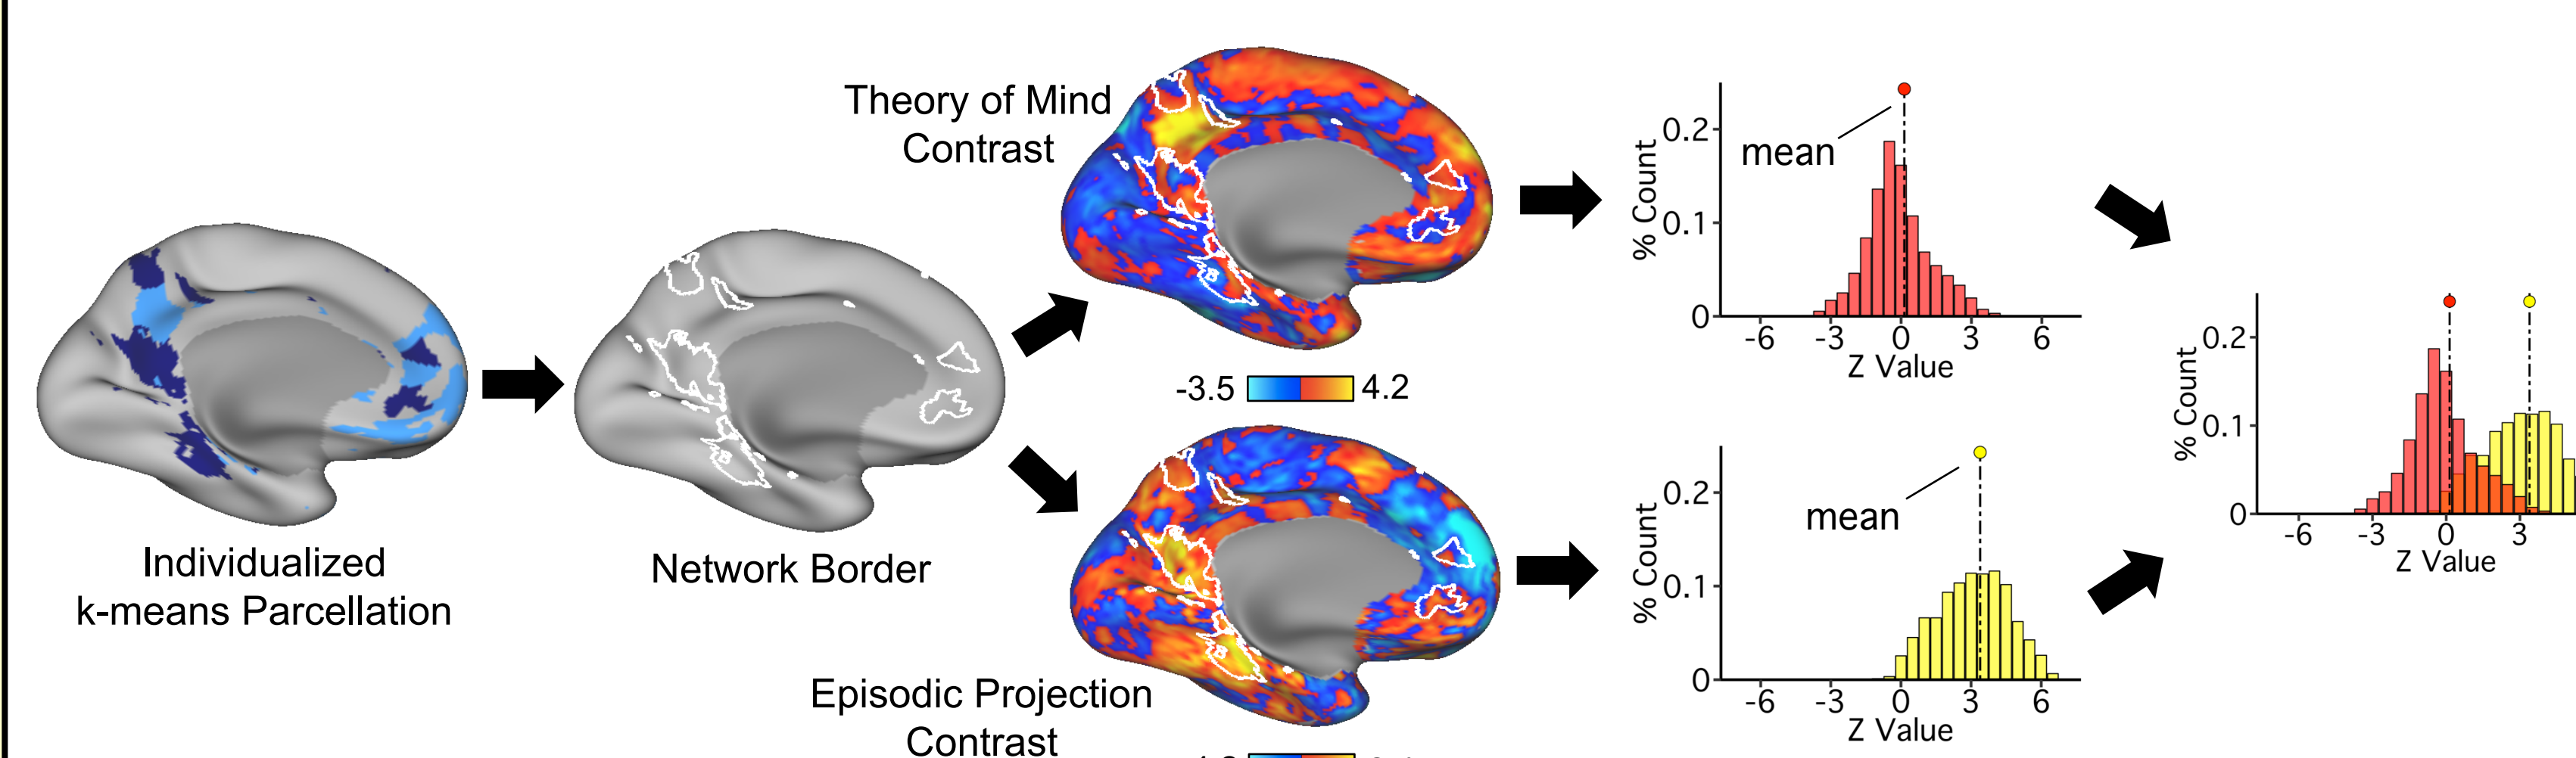 Theory of Mind
Contrast
-3.5
4.2
Individualized
k-means Parcellation
Network Border
Episodic Projection
Contrast
% Count
0.2
0.1
0
mean
-6 -3 0 3 6
Z Value
% Count
0.2
0.1
0
mean
-6 -3 0 3 6
Z Value
% Count
0.2
0.1
0
-6 -3 0 3
Z Value